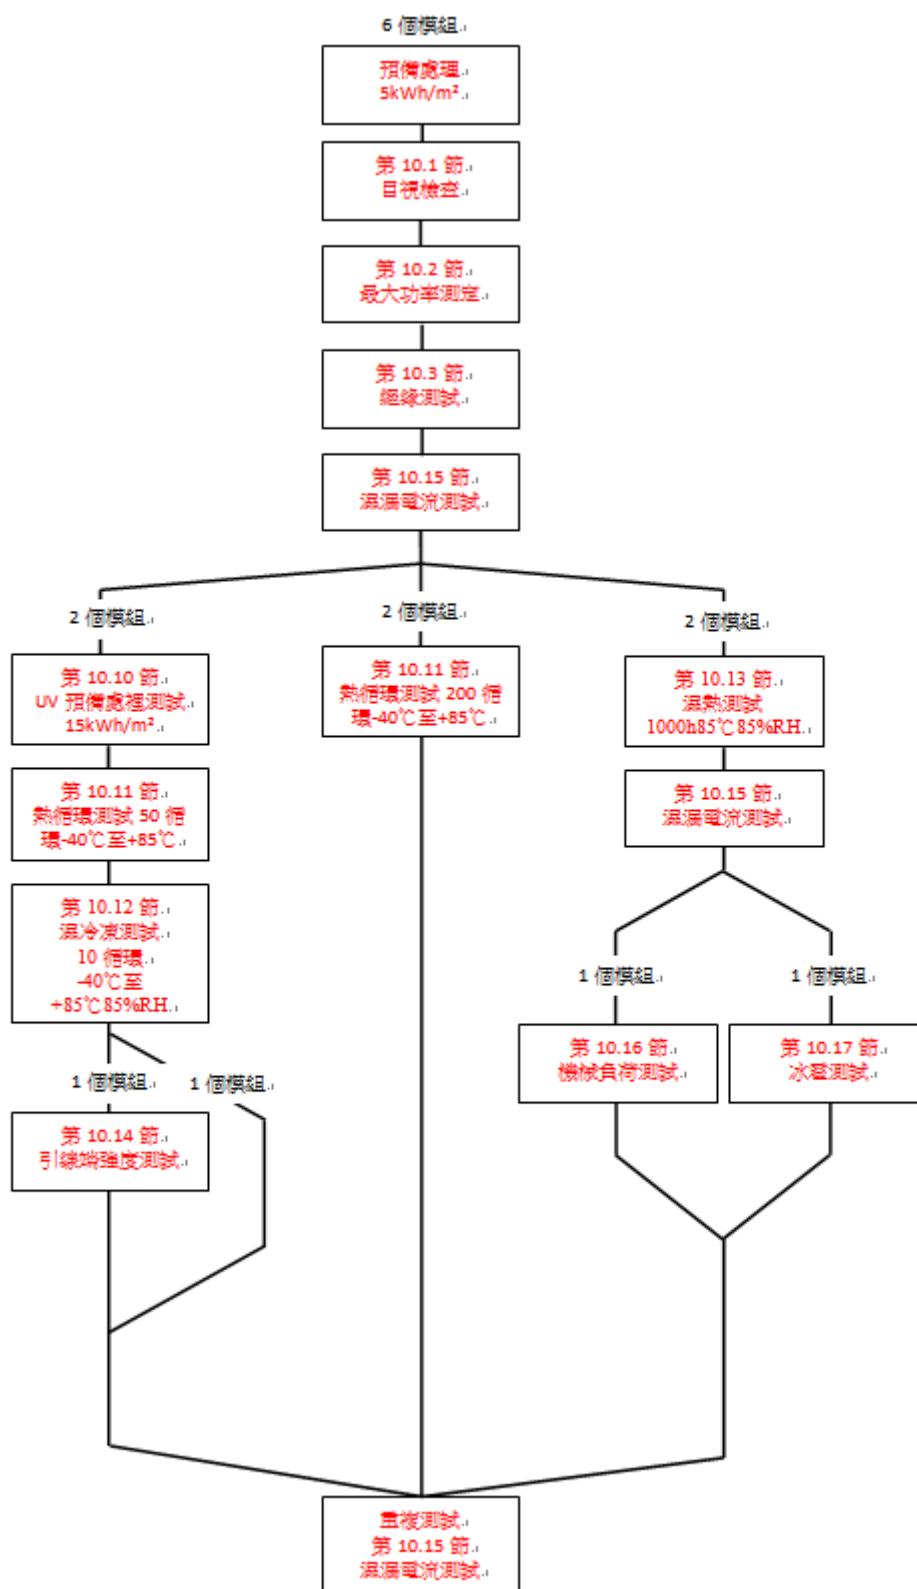 6 個模組
預備處理
5kWh/m²
第 10.1 節
目視檢查
第 10.2 節
最大功率測定
第 10.3 節
絕緣測試
第 10.15 節
濕漏電流測試
2 個模組
2 個模組
2 個模組
第 10.10 節
UV 預備處裡測試
15kWh/m²
第 10.11 節
熱循環測試 200 循
環-40℃至+85℃
第 10.13 節
濕熱測試
1000h85℃85%RH
第 10.11 節
熱循環測試 50 循
環-40℃至+85℃
第 10.15 節
濕漏電流測試
第 10.12 節
濕冷凍測試
10 循環
-40℃至
+85℃85%RH
1 個模組
1 個模組
1 個模組
1 個模組
第 10.16 節
機械負荷測試
第 10.17 節
冰雹測試
第 10.14 節
引線端強度測試
重複測試
第 10.15 節
濕漏電流測試